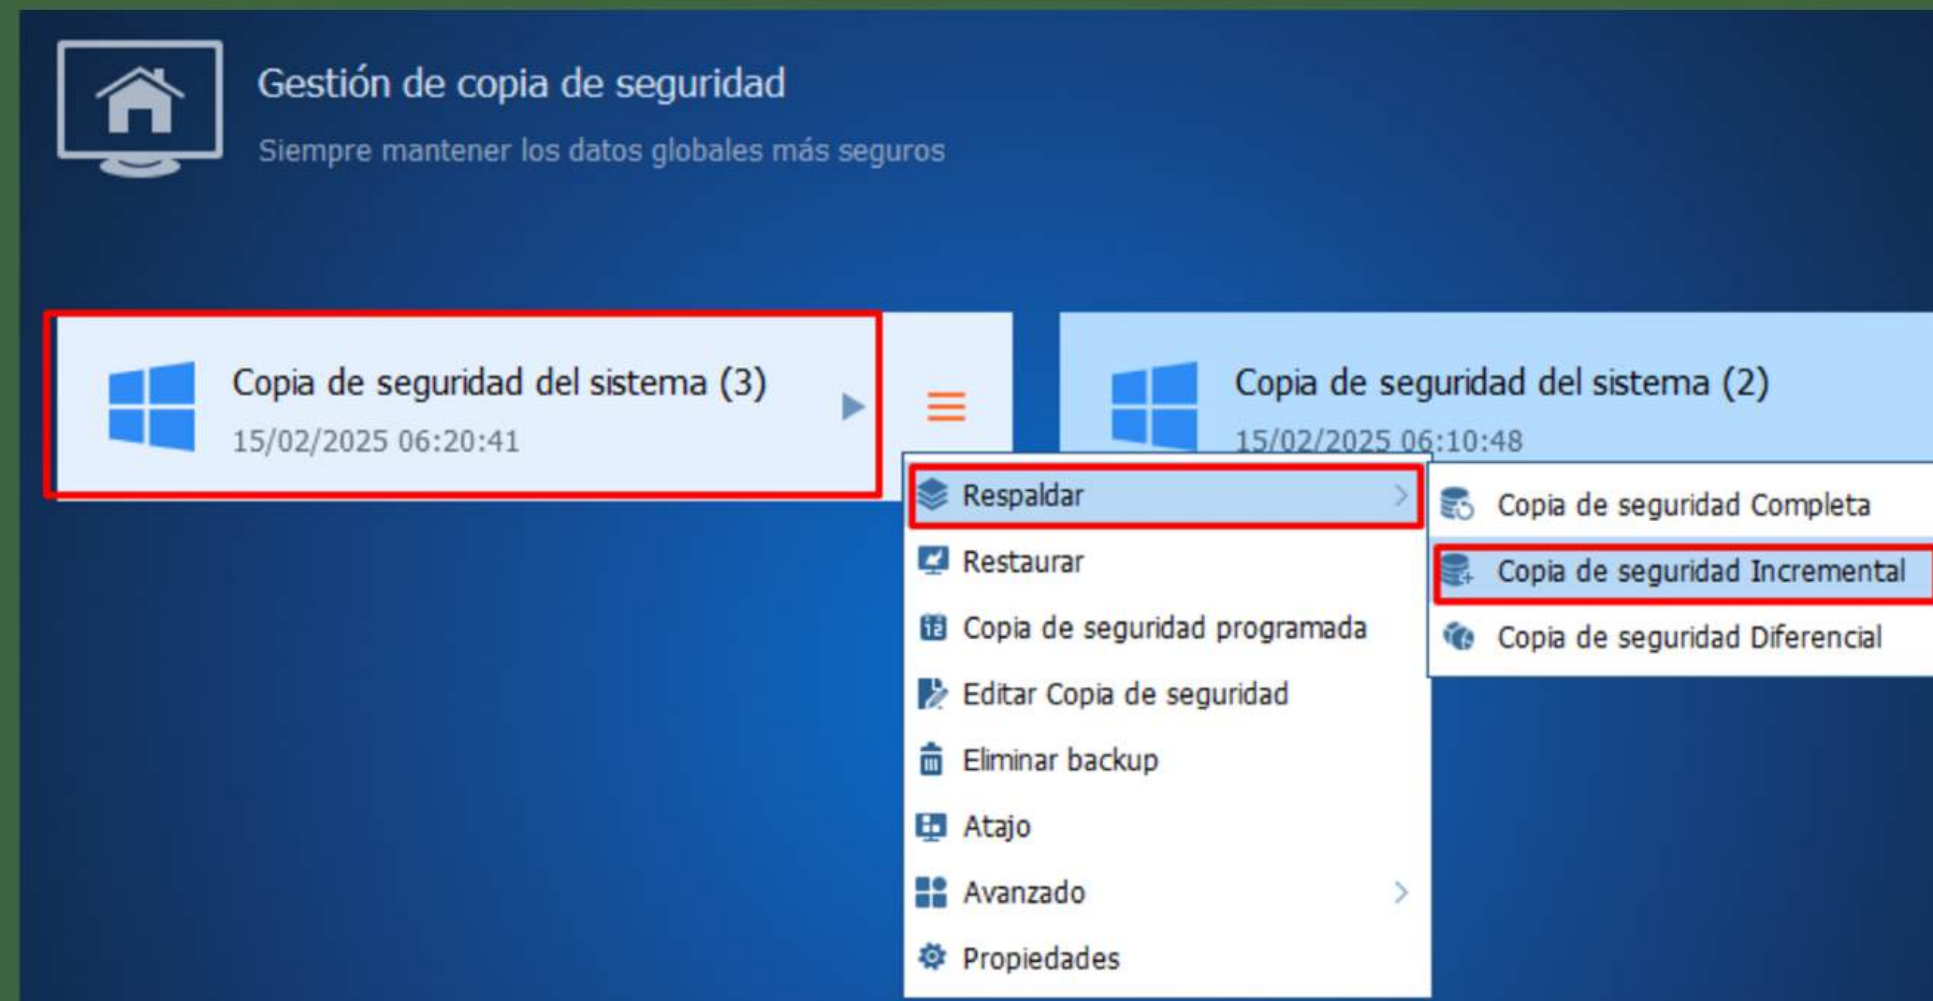 Gestión de copia de seguridad
Siempre mantener los datos globales más seguros
Copia de seguridad del sistema (3)
15/02/2025 06:20:41
Copia de seguridad del sistema (2)
15/02/2025 06:10:48
Respaldar
Restaurar
12
Copia de seguridad programada
Editar Copia de seguridad
Eliminar backup
Atajo
Avanzado
Propiedades
Copia de seguridad Completa
Copia de seguridad Incremental
Copia de seguridad Diferencial